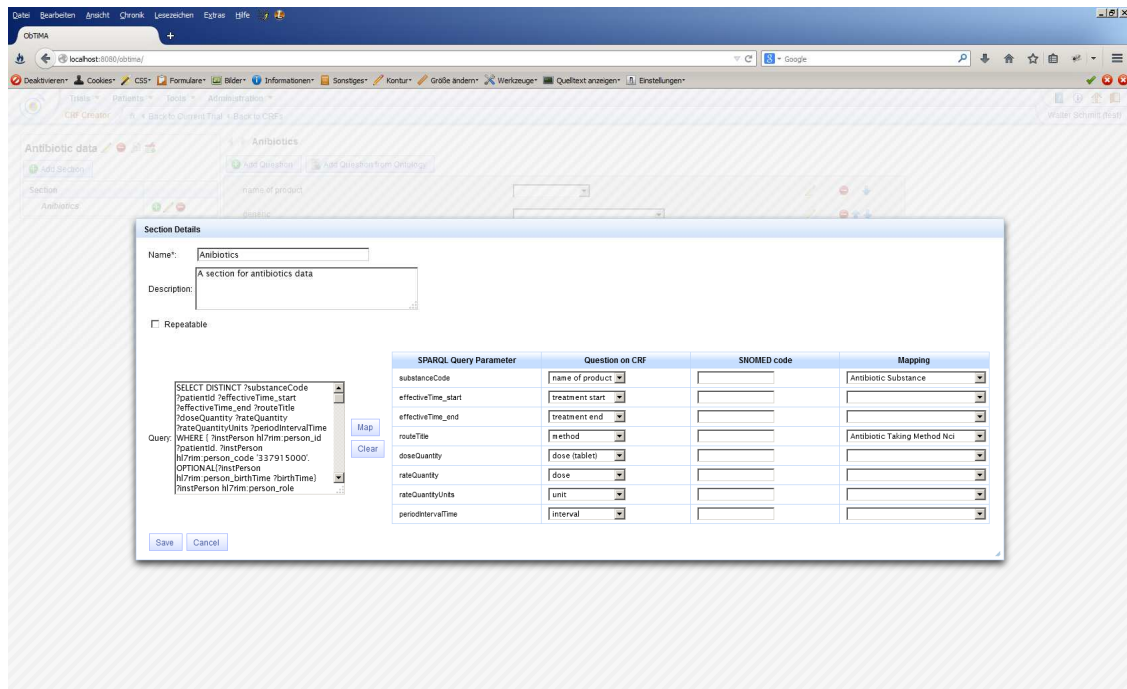 Datei Bearbeiten Ansicht Chronik Lesezeichen Extras Hilfe
ObTIMA
localhost:8080/obtima/ Google
Deaktivieren Cookies CSS Formulare Bilder Informationen Sonstiges Kontur Größe ändern Werkzeuge Quelltext anzeigen Einstellungen
Trials Patients Tools Administration
CRF Creator Back to Current Trial Back to CRFs Walter Schmitt (test)
Antibiotic data Anibiotics
Add Section Add Question Add Question from Ontology
Section name of product
Anibiotics
Section Details
Name*: Anibiotics
Description: A section for antibiotics data
Repeatable
Query:
SELECT DISTINCT ?substanceCode
?patientId ?effectiveTime_start
?effectiveTime_end ?routeTitle
?doseQuantity ?rateQuantity
?rateQuantityUnits ?periodIntervalTime
WHERE { ?instPerson hl7rim:person_id
?patientId. ?instPerson
hl7rim:person_code '337915000'.
OPTIONAL{?instPerson
hl7rim:person_birthTime ?birthTime}
?instPerson hl7rim:person_role
Map
Clear
SPARQL Query Parameter Question on CRF SNOMED code Mapping
substanceCode name of product Antibiotic Substance
effectiveTime_start treatment start
effectiveTime_end treatment end
routeTitle method Antibiotic Taking Method Nci
doseQuantity dose (tablet)
rateQuantity dose
rateQuantityUnits unit
periodIntervalTime interval
Save Cancel